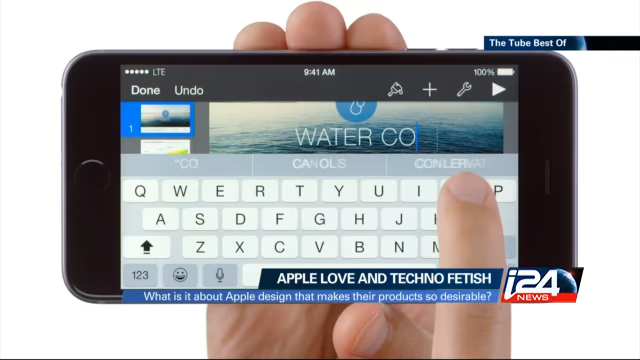 The Tube Best Of
LTE 9:41 AM 100%
Done Undo
1
WATER CO
"CO
Q W E R T Y U I P
A S D F G H J
Z X C V B N M
123
APPLE LOVE AND TECHNO FETISH
What is it about Apple design that makes their products so desirable?
i24
NEWS